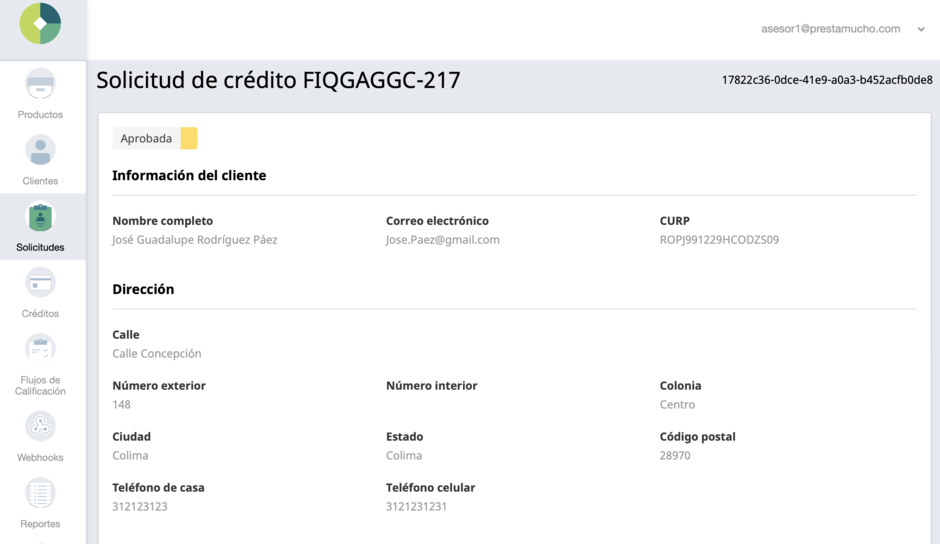 asesor1@prestamucho.com
Solicitud de crédito FIQGAGGC-217
17822c36-0dce-41e9-a0a3-b452acfb0de8
Productos
Clientes
Solicitudes
Créditos
Flujos de
Calificación
Webhooks
Reportes
Aprobada
Información del cliente
Nombre completo
José Guadalupe Rodríguez Páez
Correo electrónico
Jose.Paez@gmail.com
CURP
ROPJ991229HCODZS09
Dirección
Calle
Calle Concepción
Número exterior
148
Número interior
Colonia
Centro
Ciudad
Colima
Estado
Colima
Código postal
28970
Teléfono de casa
312123123
Teléfono celular
3121231231